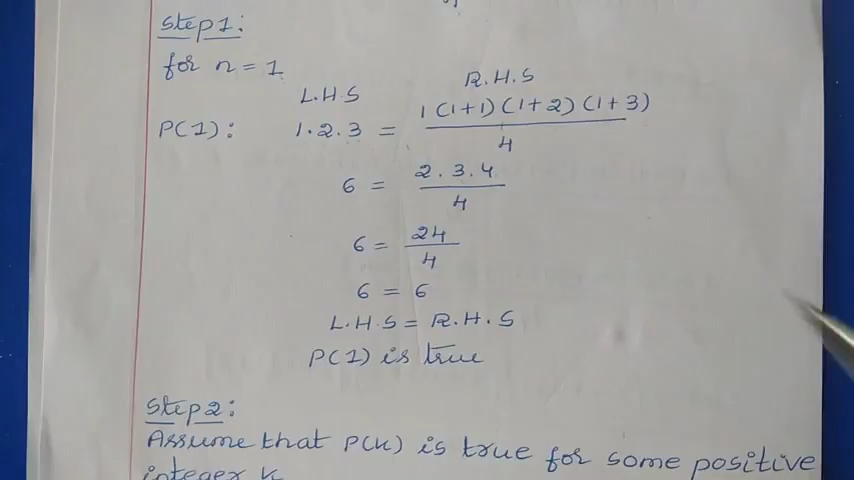 Step 1:
for n = 1
L.H.S R.H.S
P(1): 1.2.3 = 1(1+1)(1+2)(1+3) / 4
6 = 2.3.4 / 4
6 = 24 / 4
6 = 6
L.H.S = R.H.S
P(1) is true
Step 2:
Assume that P(k) is true for some positive
integer k